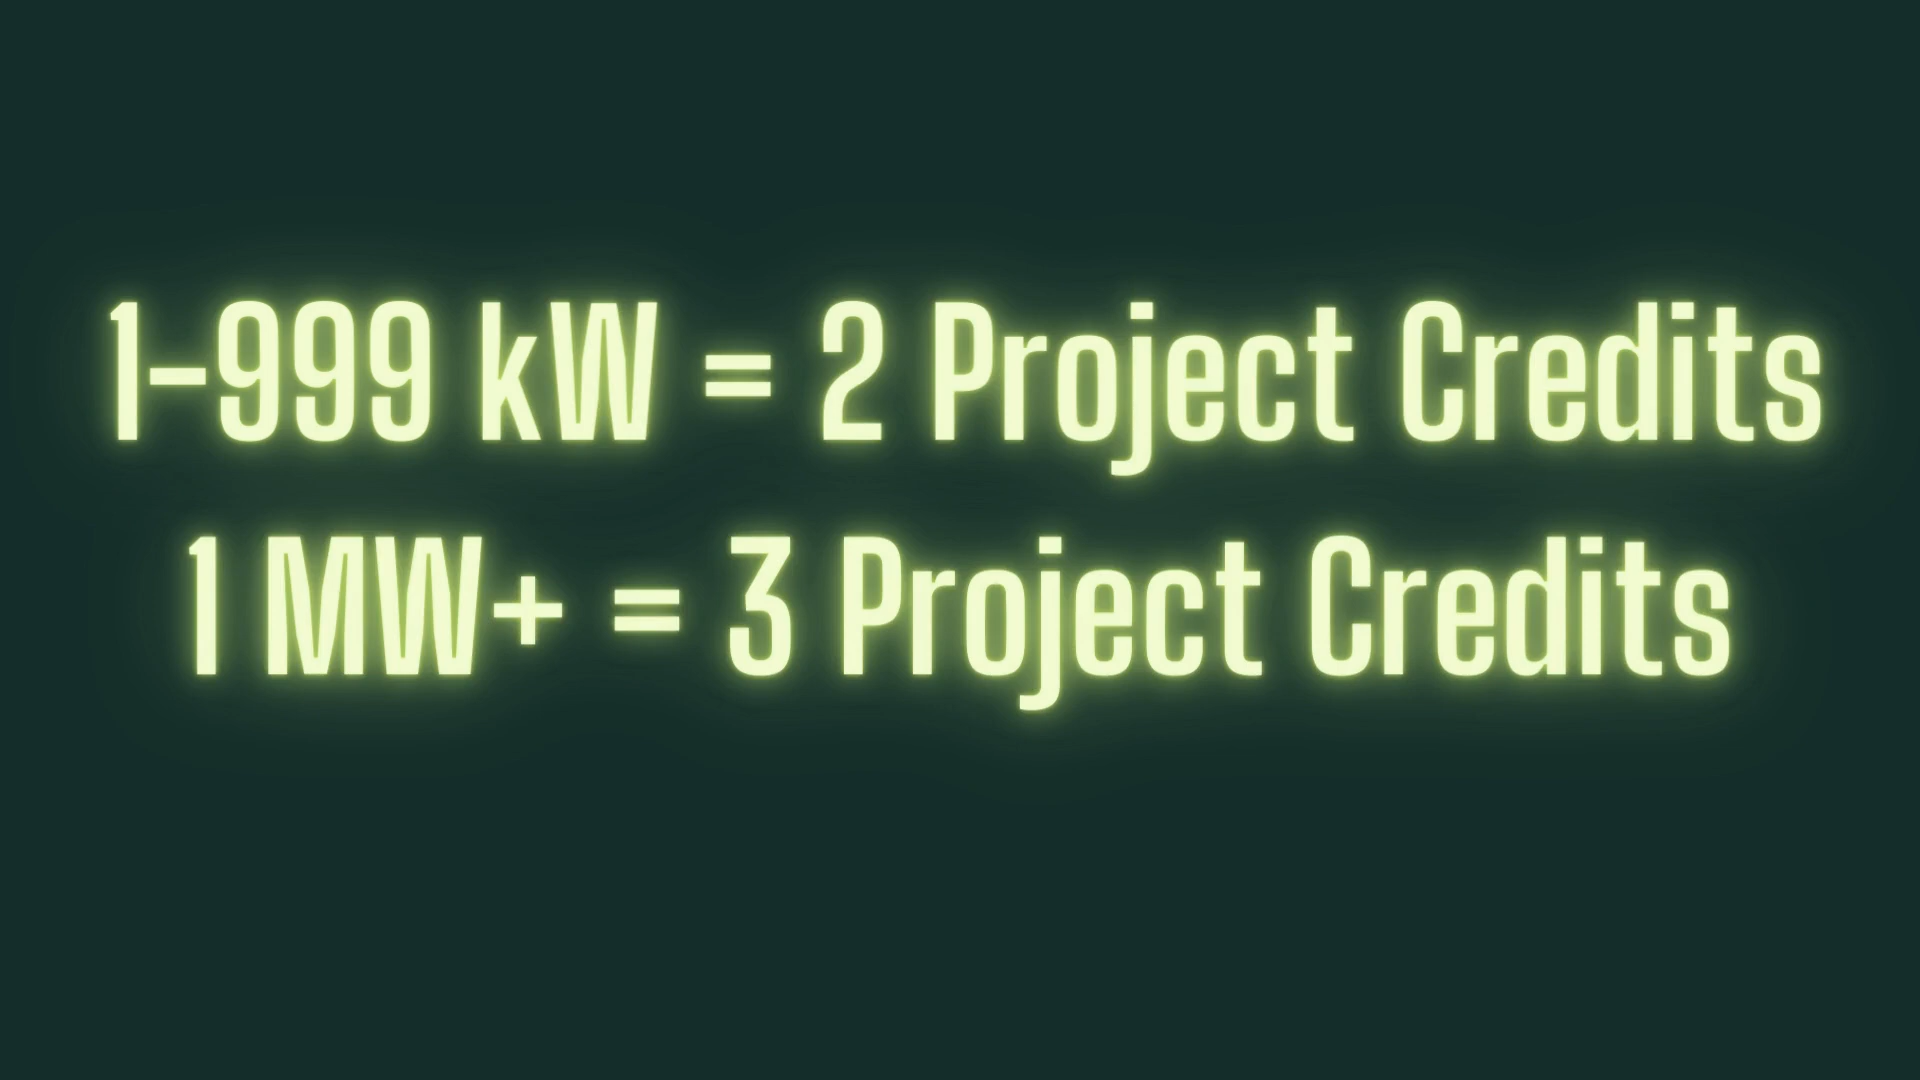 1–999 kW = 2 Project Credits
1 MW+ = 3 Project Credits